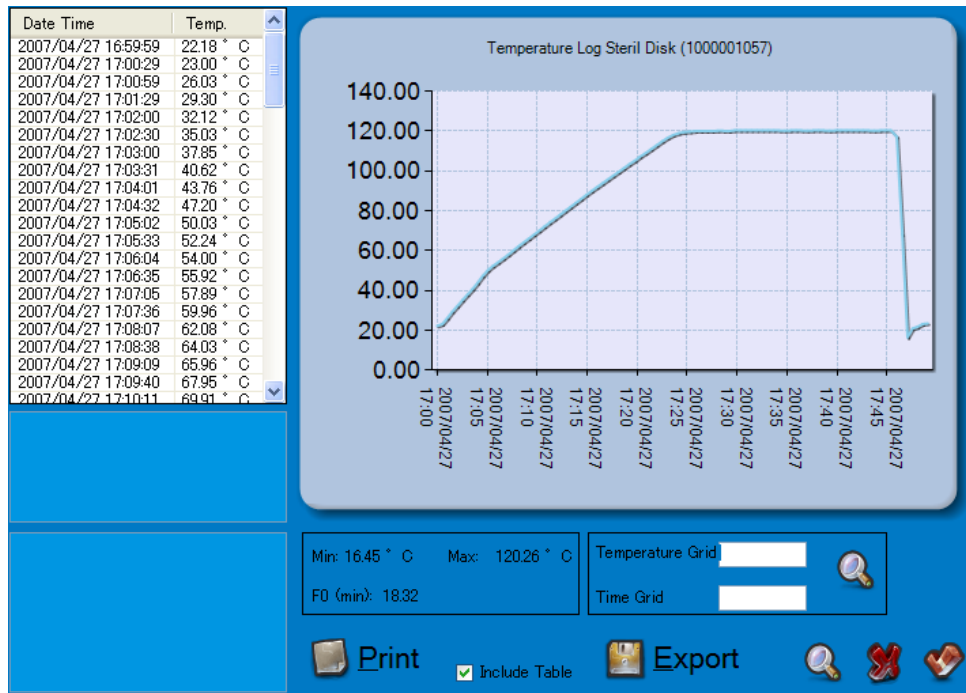 Date Time Temp.
2007/04/27 16:59:59 22.18 ° C
2007/04/27 17:00:29 23.00 ° C
2007/04/27 17:00:59 26.03 ° C
2007/04/27 17:01:29 29.30 ° C
2007/04/27 17:02:00 32.12 ° C
2007/04/27 17:02:30 35.03 ° C
2007/04/27 17:03:00 37.85 ° C
2007/04/27 17:03:31 40.62 ° C
2007/04/27 17:04:01 43.76 ° C
2007/04/27 17:04:32 47.20 ° C
2007/04/27 17:05:02 50.03 ° C
2007/04/27 17:05:33 52.24 ° C
2007/04/27 17:06:04 54.00 ° C
2007/04/27 17:06:35 55.92 ° C
2007/04/27 17:07:05 57.89 ° C
2007/04/27 17:07:36 59.96 ° C
2007/04/27 17:08:07 62.08 ° C
2007/04/27 17:08:38 64.03 ° C
2007/04/27 17:09:09 65.96 ° C
2007/04/27 17:09:40 67.95 ° C
2007/04/27 17:10:11 69.91 ° C
Temperature Log Steril Disk (1000001057)
140.00
120.00
100.00
80.00
60.00
40.00
20.00
0.00
2007/04/27
17:00
2007/04/27
17:05
2007/04/27
17:10
2007/04/27
17:15
2007/04/27
17:20
2007/04/27
17:25
2007/04/27
17:30
2007/04/27
17:35
2007/04/27
17:40
2007/04/27
17:45
Min: 16.45 ° C Max: 120.26 ° C
F0 (min): 18.32
Temperature Grid
Time Grid
Print
Include Table
Export